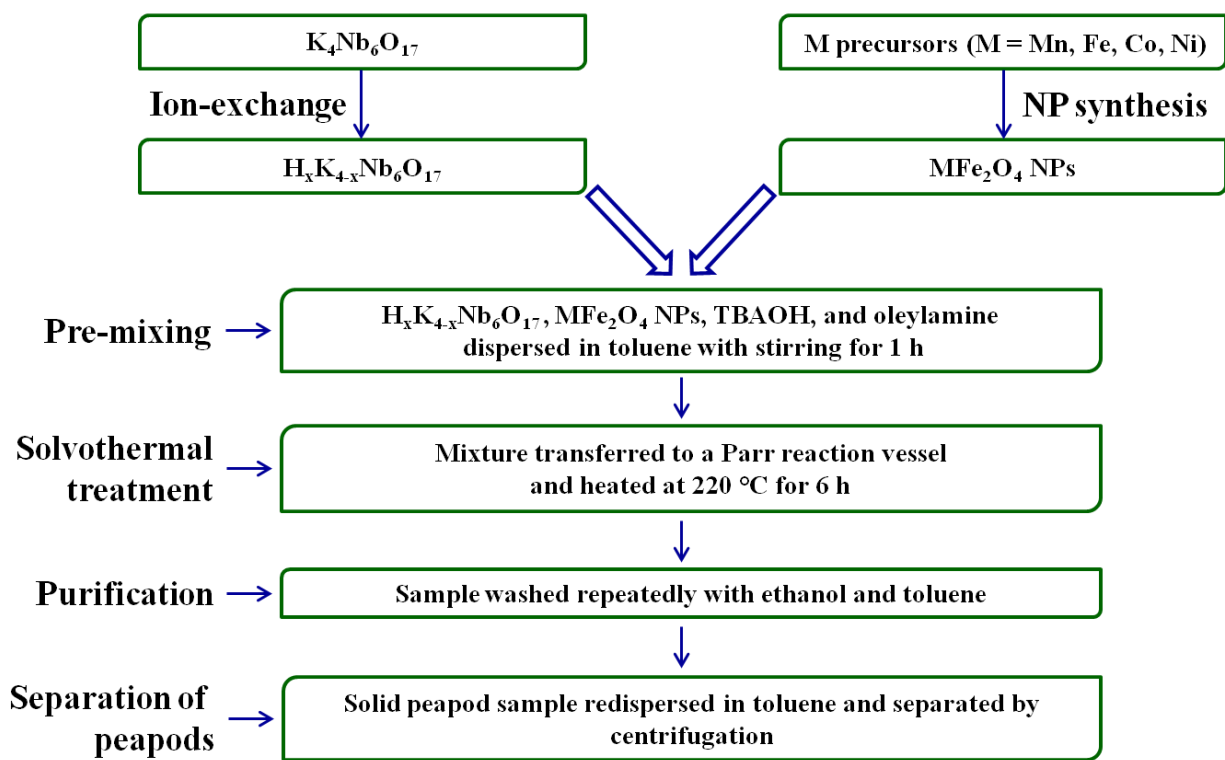 K₄Nb₆O₁₇
M precursors (M = Mn, Fe, Co, Ni)
Ion-exchange
NP synthesis
HₓK₄₋ₓNb₆O₁₇
MFe₂O₄ NPs
Pre-mixing
HₓK₄₋ₓNb₆O₁₇, MFe₂O₄ NPs, TBAOH, and oleylamine
dispersed in toluene with stirring for 1 h
Solvothermal
treatment
Mixture transferred to a Parr reaction vessel
and heated at 220 °C for 6 h
Purification
Sample washed repeatedly with ethanol and toluene
Separation of
peapods
Solid peapod sample redispersed in toluene and separated by
centrifugation